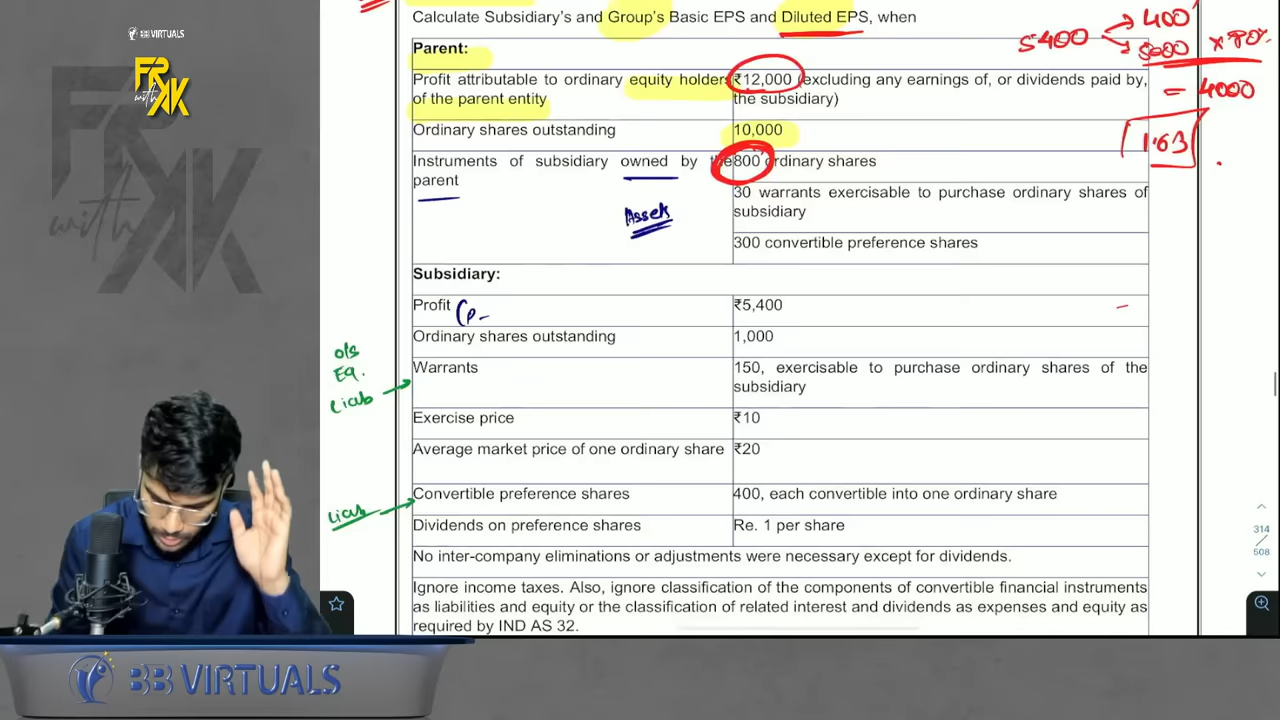 BB VIRTUALS
FR
with AK
Calculate Subsidiary's and Group's Basic EPS and Diluted EPS, when
5400
400
5000 x 80%
= 4000
1.63
Parent:
Profit attributable to ordinary equity holders of the parent entity
₹12,000 (excluding any earnings of, or dividends paid by, the subsidiary)
Ordinary shares outstanding
10,000
Instruments of subsidiary owned by the parent
800 ordinary shares
Assets
30 warrants exercisable to purchase ordinary shares of subsidiary
300 convertible preference shares
Subsidiary:
Profit
₹5,400
Ordinary shares outstanding
1,000
o/s
Eq.
Liab
Warrants
150, exercisable to purchase ordinary shares of the subsidiary
Exercise price
₹10
Average market price of one ordinary share
₹20
Liab
Convertible preference shares
400, each convertible into one ordinary share
Dividends on preference shares
Re. 1 per share
No inter-company eliminations or adjustments were necessary except for dividends.
Ignore income taxes. Also, ignore classification of the components of convertible financial instruments
as liabilities and equity or the classification of related interest and dividends as expenses and equity as
required by IND AS 32.
314
508
BB VIRTUALS